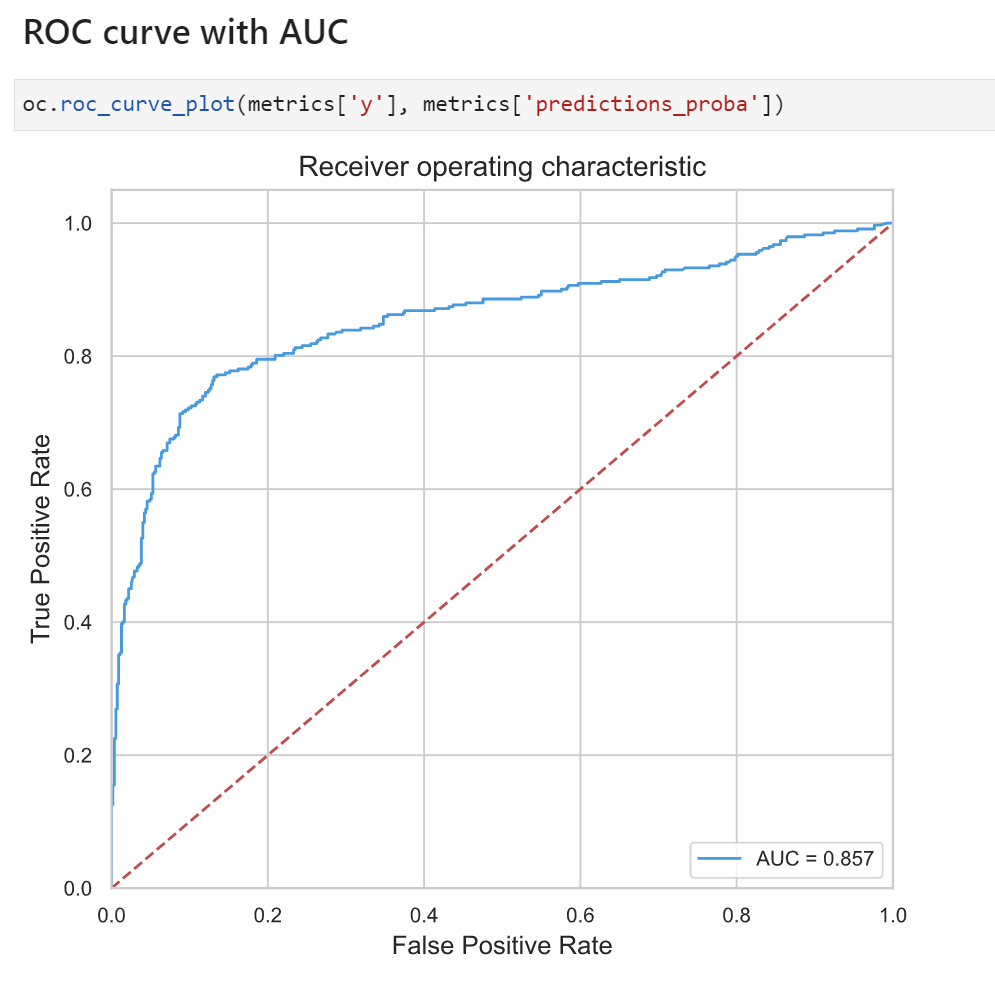 ROC curve with AUC
oc.roc_curve_plot(metrics['y'], metrics['predictions_proba'])
Receiver operating characteristic
1.0
0.8
0.6
0.4
0.2
0.0
True Positive Rate
AUC = 0.857
0.0 0.2 0.4 0.6 0.8 1.0
False Positive Rate